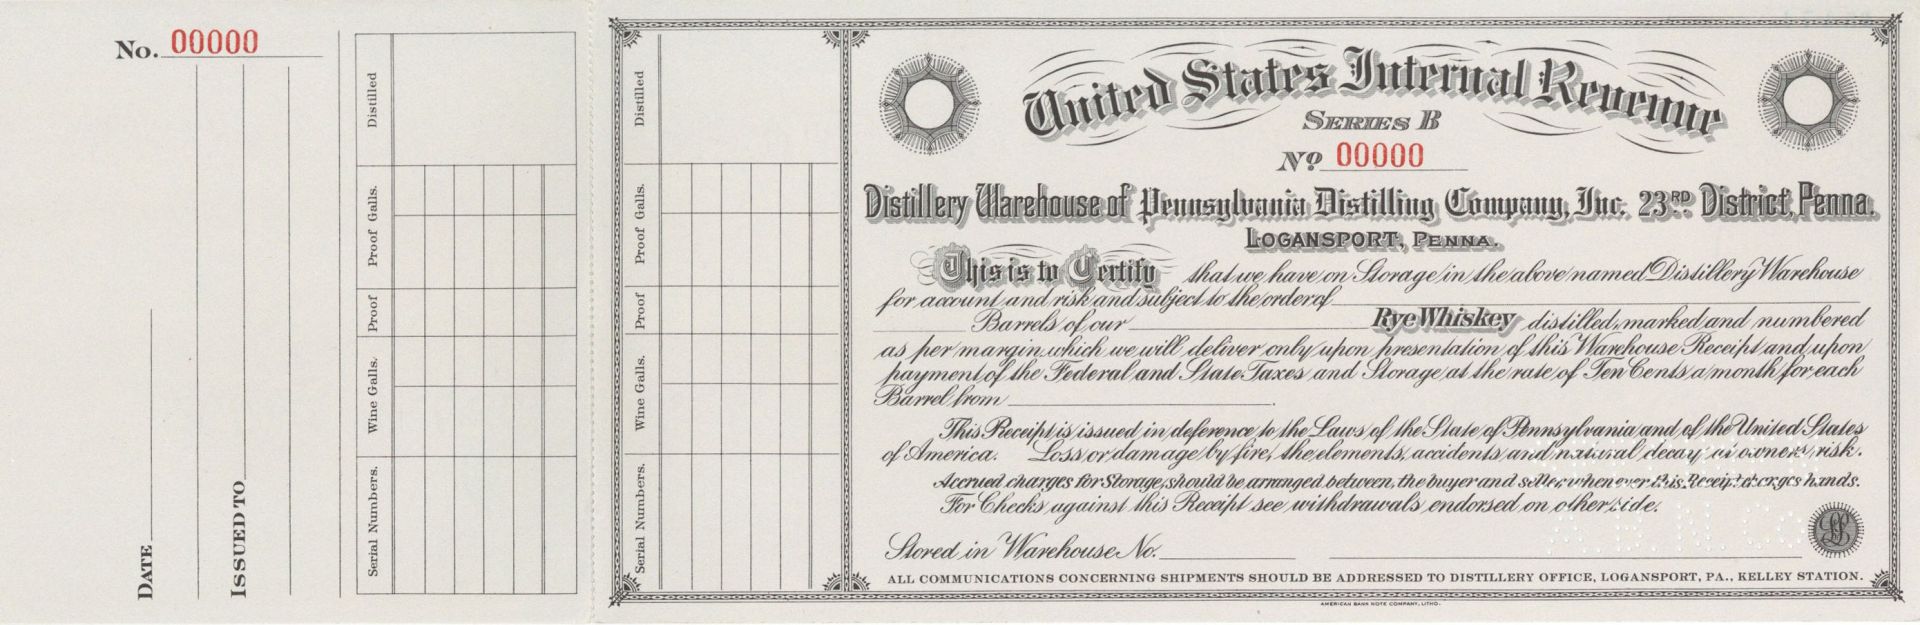 No. 00000
DATE
ISSUED TO
Distilled
Proof Galls.
Proof
Wine Galls.
Serial Numbers.
Distilled
Proof Galls.
Proof
Wine Galls.
Serial Numbers.
United States Internal Revenue
SERIES B
No. 00000
Distillery Warehouse of Pennsylvania Distilling Company, Inc. 23RD District, Penna.
LOGANSPORT, PENNA.
This is to Certify that we have on Storage in the above named Distillery Warehouse
for account and risk and subject to the order of
Barrels of our Rye Whiskey distilled, marked and numbered
as per margin, which we will deliver only upon presentation of this Warehouse Receipt and upon
payment of the Federal and State Taxes and Storage at the rate of Ten Cents a month for each
Barrel from
This Receipt is issued in deference to the Laws of the State of Pennsylvania and of the United States
of America. Loss or damage by fire, the elements, accidents and natural decay at owners risk.
Accrued charges for Storage, should be arranged between, the buyer and seller whenever this Receipt changes hands.
For Checks against this Receipt see withdrawals endorsed on other side.
Stored in Warehouse No.
ALL COMMUNICATIONS CONCERNING SHIPMENTS SHOULD BE ADDRESSED TO DISTILLERY OFFICE, LOGANSPORT, PA., KELLEY STATION.
AMERICAN BANK NOTE COMPANY, LITHO.